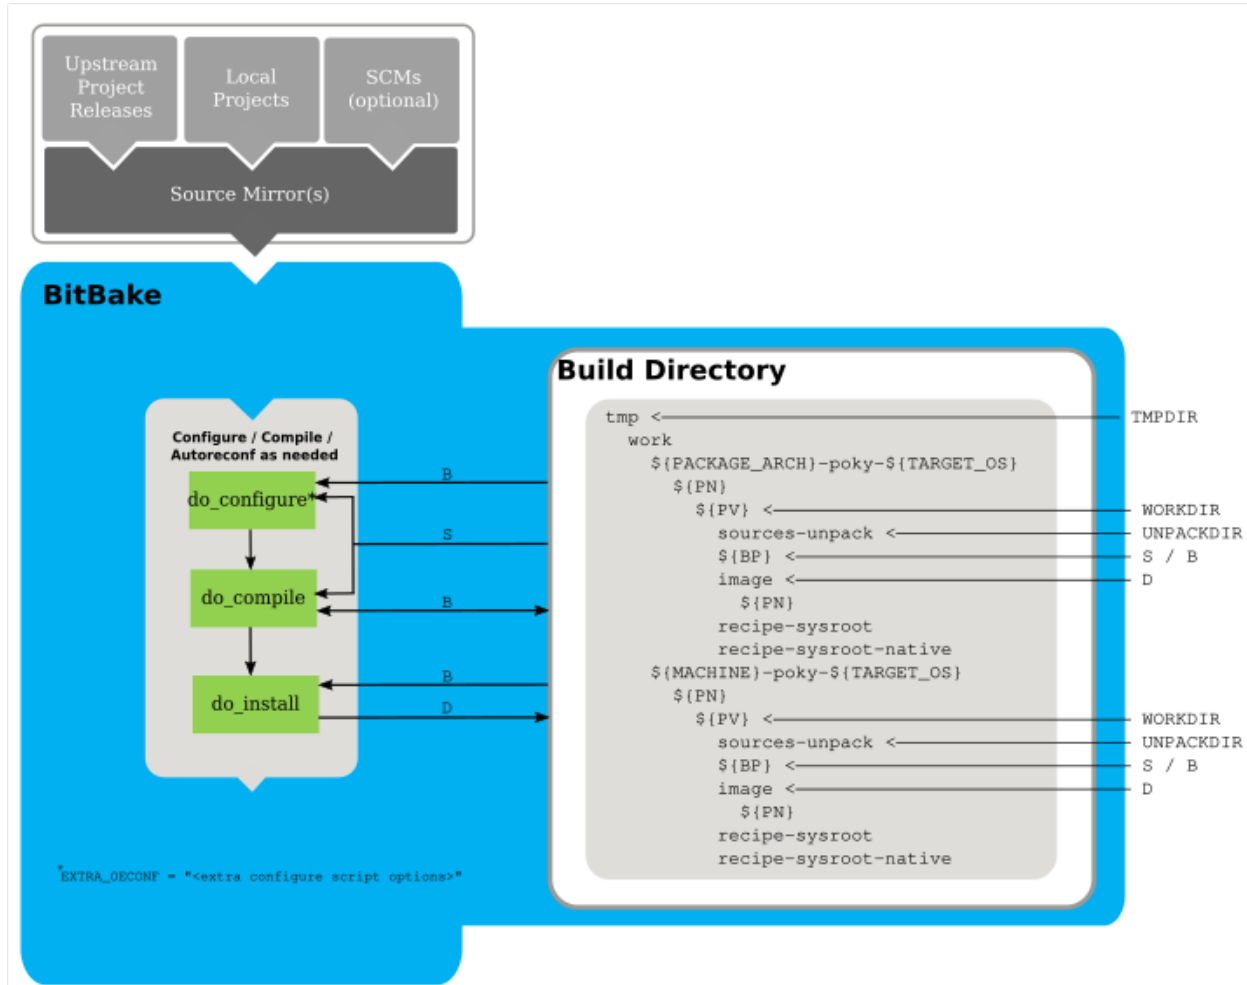 Upstream
Project
Releases
Local
Projects
SCMs
(optional)
Source Mirror(s)
BitBake
Configure / Compile /
Autoreconf as needed
do_configure*
do_compile
do_install
B
S
B
B
D
*EXTRA_OECONF = "<extra configure script options>"
Build Directory
tmp <
TMPDIR
work
${PACKAGE_ARCH}-poky-${TARGET_OS}
${PN}
${PV} <
WORKDIR
sources-unpack <
UNPACKDIR
${BP} <
S / B
image <
D
${PN}
recipe-sysroot
recipe-sysroot-native
${MACHINE}-poky-${TARGET_OS}
${PN}
${PV} <
WORKDIR
sources-unpack <
UNPACKDIR
${BP} <
S / B
image <
D
${PN}
recipe-sysroot
recipe-sysroot-native